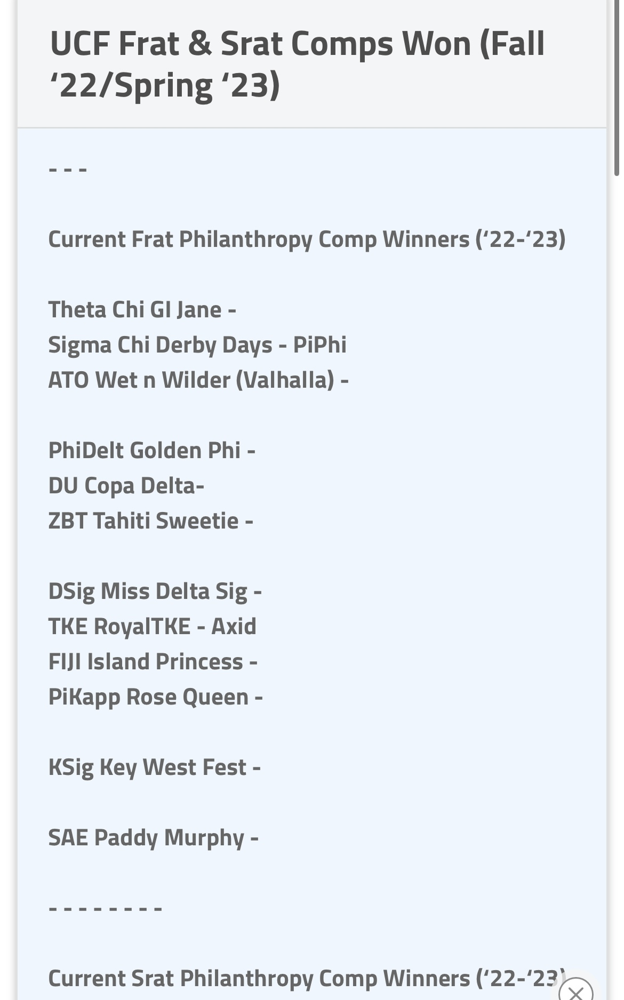 UCF Frat & Srat Comps Won (Fall
‘22/Spring ‘23)
- - -
Current Frat Philanthropy Comp Winners (‘22-‘23)
Theta Chi GI Jane -
Sigma Chi Derby Days - PiPhi
ATO Wet n Wilder (Valhalla) -
PhiDelt Golden Phi -
DU Copa Delta-
ZBT Tahiti Sweetie -
DSig Miss Delta Sig -
TKE RoyalTKE - Axid
FIJI Island Princess -
PiKapp Rose Queen -
KSig Key West Fest -
SAE Paddy Murphy -
- - - - - - - -
Current Srat Philanthropy Comp Winners (‘22-‘23)